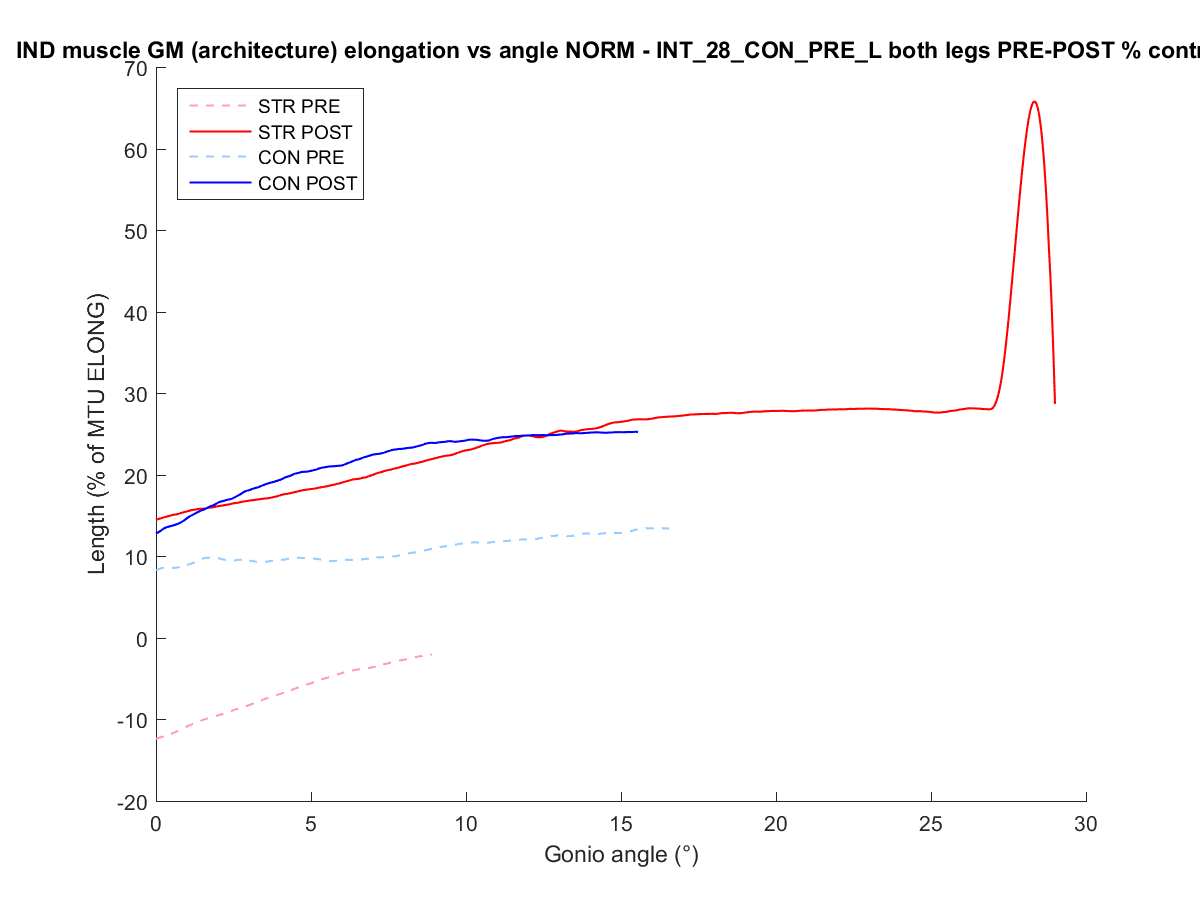 IND muscle GM (architecture) elongation vs angle NORM - INT_28_CON_PRE_L both legs PRE-POST % contr
70
60
50
40
30
20
10
0
-10
-20
STR PRE
STR POST
CON PRE
CON POST
Length (% of MTU ELONG)
0 5 10 15 20 25 30
Gonio angle (°)